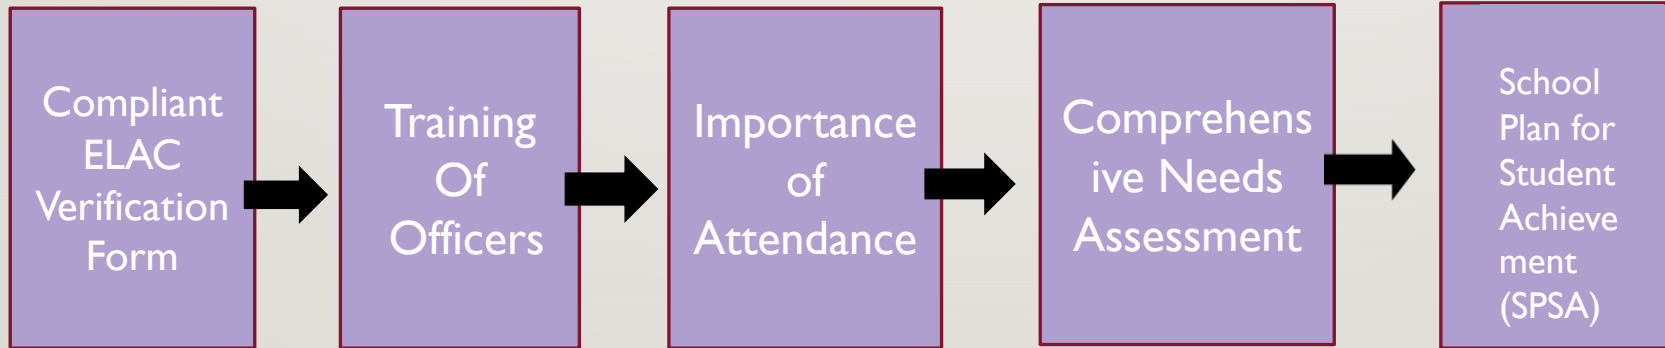 Compliant
ELAC
Verification
Form
Training
Of
Officers
Importance
of
Attendance
Comprehens
ive Needs
Assessment
School
Plan for
Student
Achieve
ment
(SPSA)